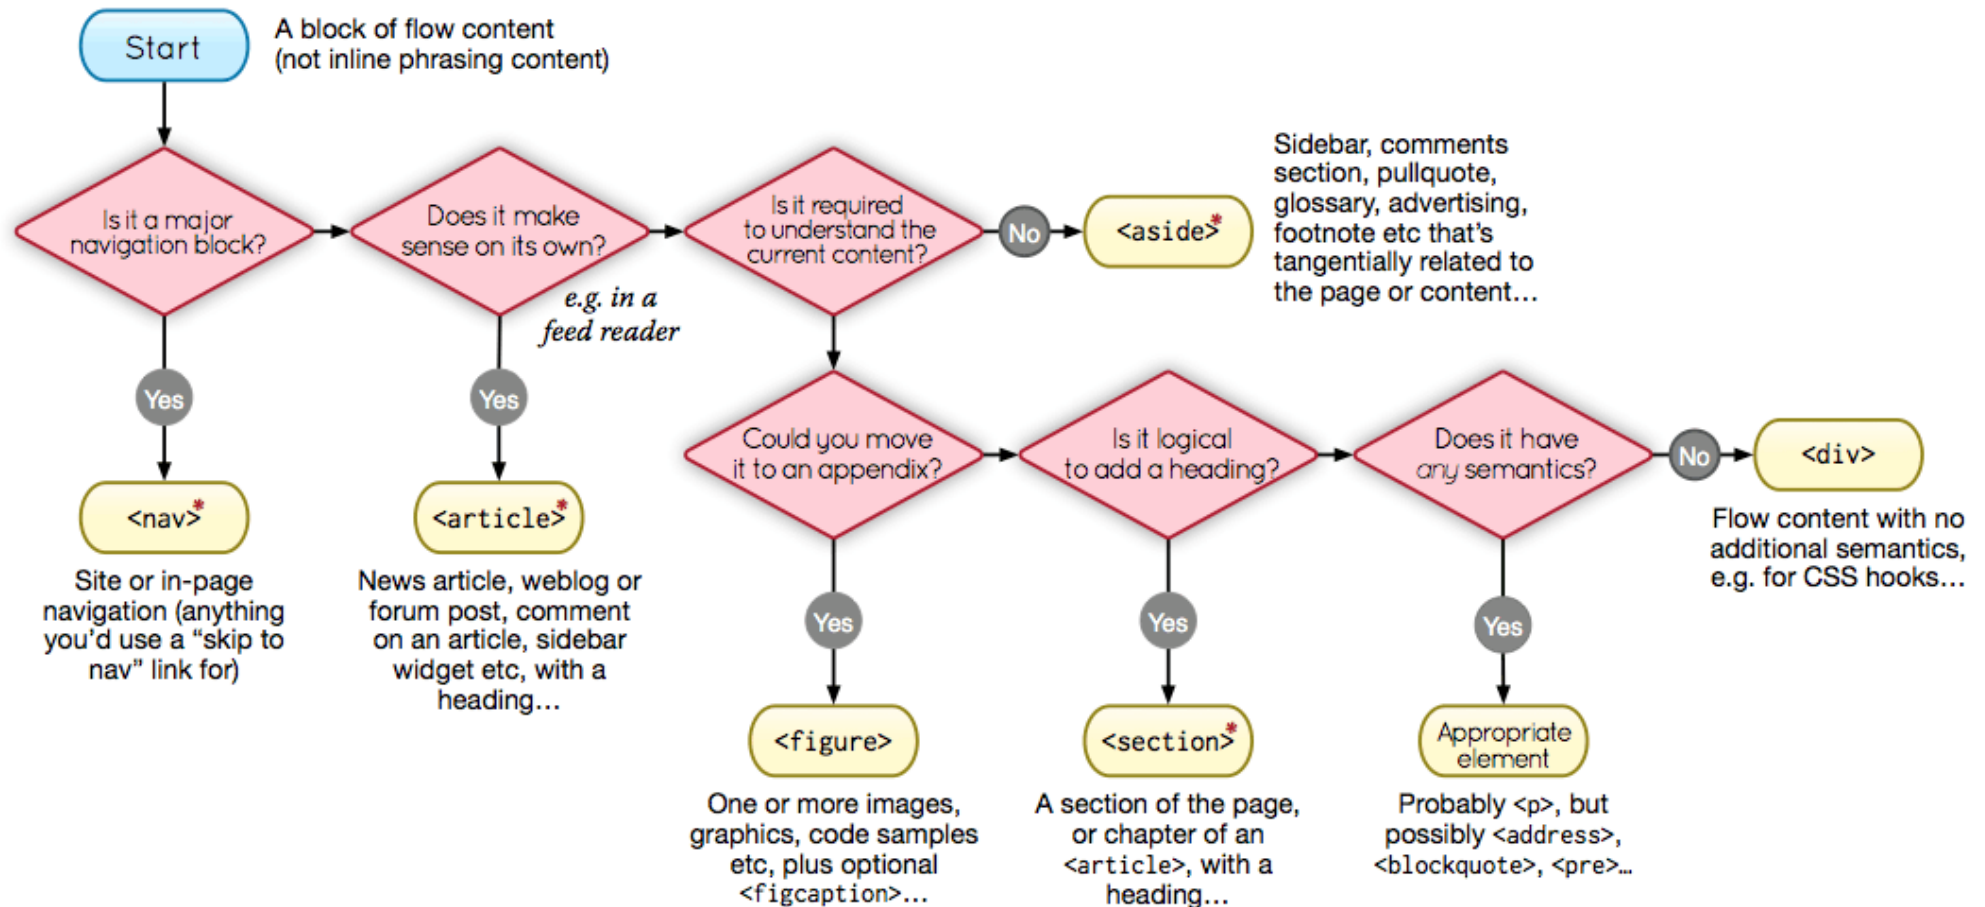 Start
A block of flow content
(not inline phrasing content)
Is it a major
navigation block?
Does it make
sense on its own?
e.g. in a
feed reader
Is it required
to understand the
current content?
No
<aside>*
Sidebar, comments
section, pullquote,
glossary, advertising,
footnote etc that's
tangentially related to
the page or content…
Yes
<nav>*
Site or in-page
navigation (anything
you'd use a “skip to
nav” link for)
Yes
<article>*
News article, weblog or
forum post, comment
on an article, sidebar
widget etc, with a
heading…
Could you move
it to an appendix?
Yes
<figure>
One or more images,
graphics, code samples
etc, plus optional
<figcaption>…
Is it logical
to add a heading?
Yes
<section>*
A section of the page,
or chapter of an
<article>, with a
heading…
Does it have
any semantics?
Yes
Appropriate
element
Probably <p>, but
possibly <address>,
<blockquote>, <pre>…
No
<div>
Flow content with no
additional semantics,
e.g. for CSS hooks…